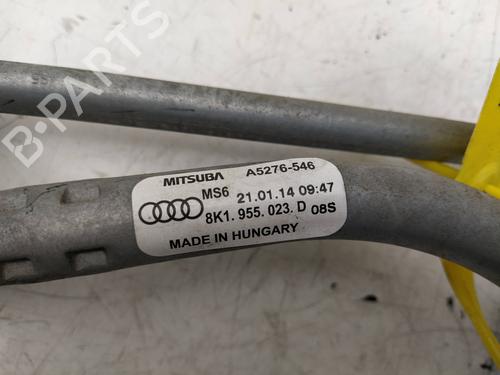 B-PARTS
MITSUBA A5276-546
MS6 21.01.14 09:47
8K1.955.023.D 08S
MADE IN HUNGARY